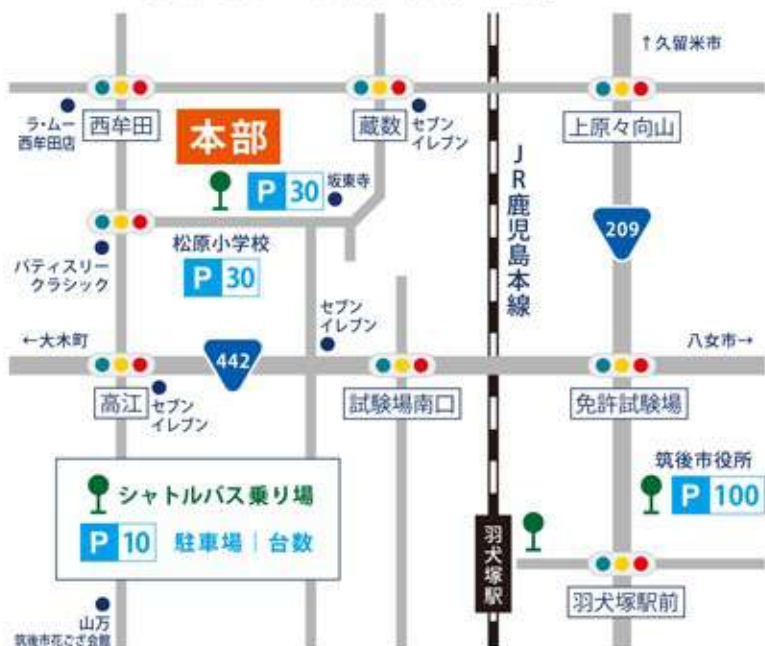 ↑久留米市
ラ・ムー
西牟田店
西牟田
本部
蔵数
セブン
イレブン
上原々向山
P 30
坂東寺
JR鹿児島本線
209
松原小学校
P 30
パティスリー
クラシック
セブン
イレブン
←大木町
442
八女市→
高江
セブン
イレブン
試験場南口
免許試験場
筑後市役所
P 100
シャトルバス乗り場
P 10 駐車場｜台数
羽犬塚駅
羽犬塚駅前
山万
筑後市花ござ会館